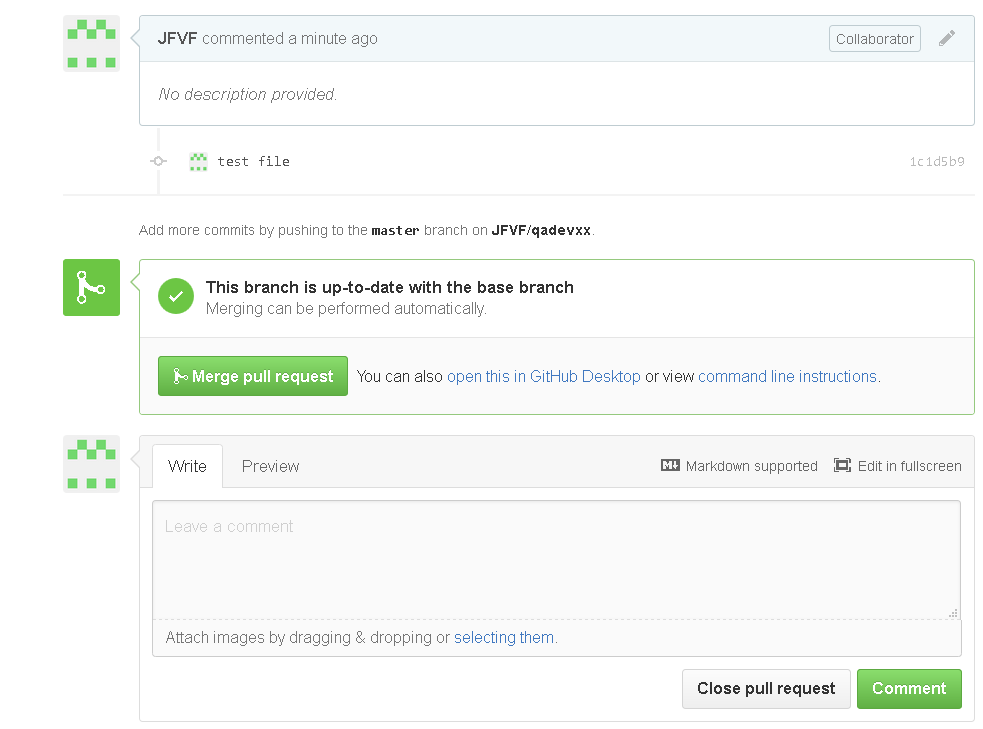 JFVF commented a minute ago Collaborator
No description provided.
test file 1c1d5b9
Add more commits by pushing to the master branch on JFVF/qadevxx.
This branch is up-to-date with the base branch
Merging can be performed automatically.
Merge pull request You can also open this in GitHub Desktop or view command line instructions.
Write Preview Markdown supported Edit in fullscreen
Leave a comment
Attach images by dragging & dropping or selecting them.
Close pull request Comment